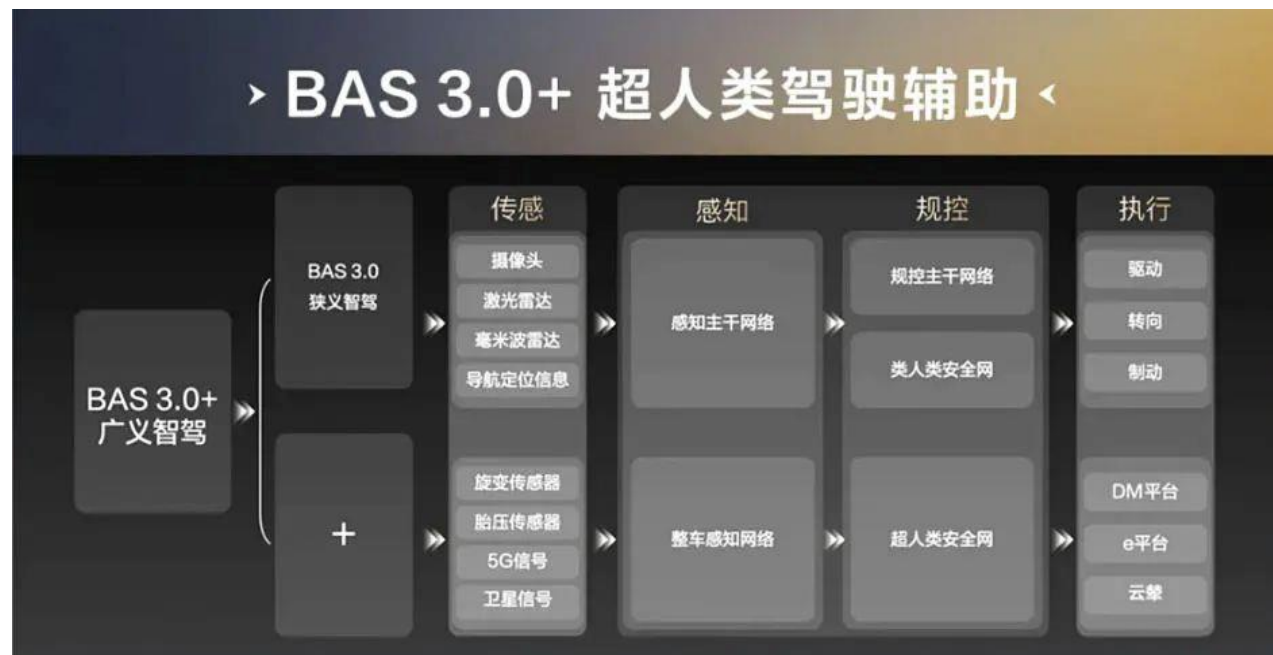 BAS 3.0+ 超人类驾驶辅助
BAS 3.0+
广义智驾
BAS 3.0
狭义智驾
传感
摄像头
激光雷达
毫米波雷达
导航定位信息
感知
感知主干网络
规控
规控主干网络
类人类安全网
执行
驱动
转向
制动
+
旋变传感器
胎压传感器
5G信号
卫星信号
整车感知网络
超人类安全网
DM平台
e平台
云辇